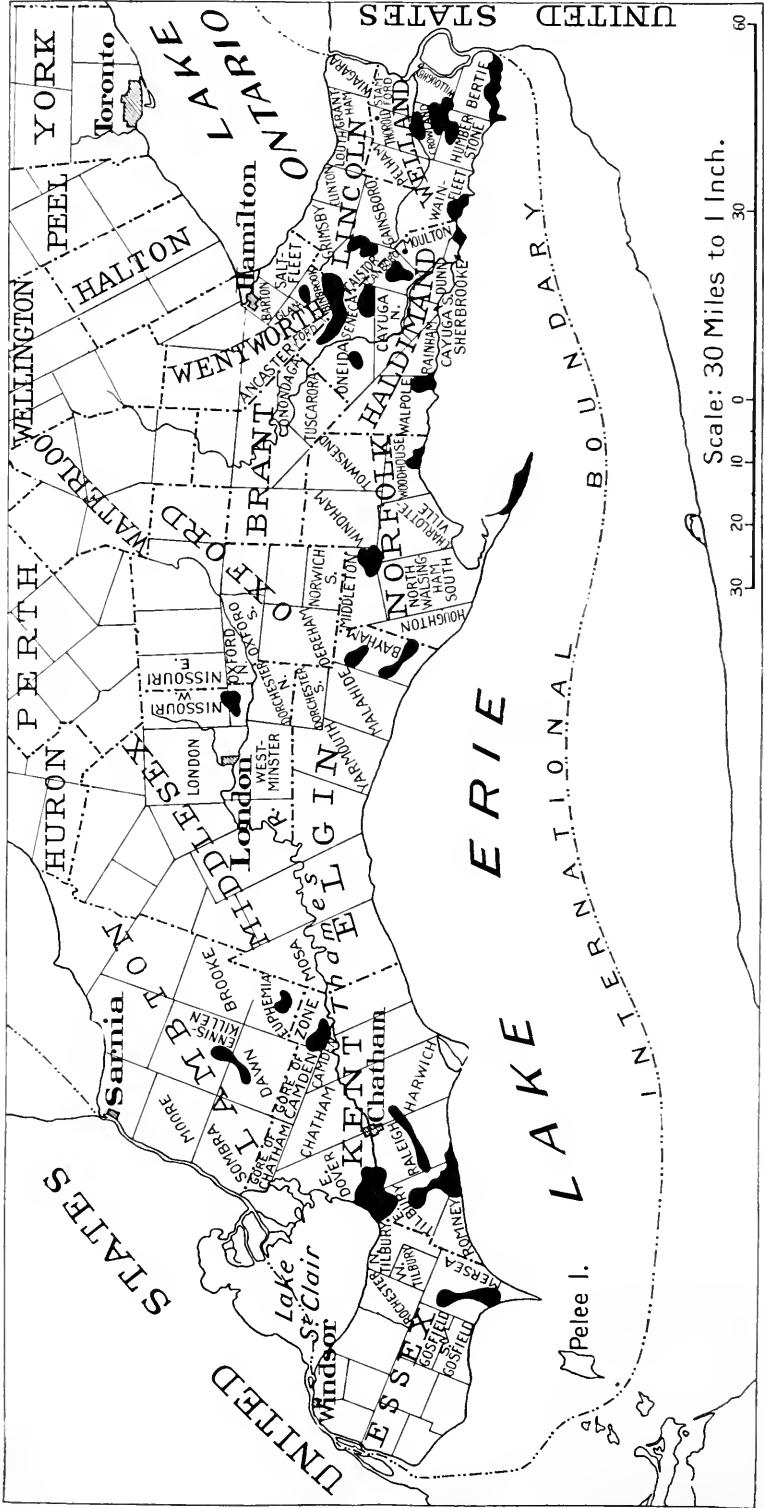 UNITED
STATES
UNITED STATES
YORK
Toronto
PEEL
LAKE
ONTARIO
HALTON
Hamilton
WELLINGTON
WATERLOO
WENTWORTH
PERTH
HURON
OXFORD
BRANT
LINCOLN
WELLAND
HALDIMAND
NORFOLK
MIDDLESEX
London
ELGIN
LAMBTON
Sarnia
KENT
Chatham
ESSEX
Windsor
Lake
St. Clair
Thames
R.
Pelee I.
LAKE ERIE
INTERNATIONAL BOUNDARY
NIAGARA
GRANTHAM
LOUTH
CLINTON
GRIMSBY
SALTFLEET
BARTON
ANCASTER
STAMFORD
THOROLD
PELHAM
GAINSBORO
WILLOUGHBY
CROWLAND
BERTIE
HUMBERSTONE
WAINFLEET
MOULTON
DUNN
SHERBROOKE
CAYUGA S.
CAYUGA N.
RAINHAM
WALPOLE
ONEIDA
SENECA
ONONDAGA
TUSCARORA
TOWNSEND
WOODHOUSE
WINDHAM
CHARLOTTEVILLE
MIDDLETON
NORTH
WALSINGHAM
SOUTH
HOUGHTON
BAYHAM
NORWICH S.
DEREHAM
OXFORD N.
OXFORD S.
E. NISSOURI
W. NISSOURI
DORCHESTER N.
DORCHESTER S.
MALAHIDE
YARMOUTH
LONDON
WESTMINSTER
MOSA
BROOKE
EUPHEMIA
ENNISKILLEN
DAWN
MOORE
SOMBRA
ZONE
CAMDEN
GORE OF CAMDEN
GORE OF CHATHAM
CHATHAM
DOVER
E.
HARWICH
RALEIGH
TILBURY E.
ROMNEY
TILBURY N.
TILBURY W.
ROCHESTER
MERSEA
GOSFIELD N.
GOSFIELD S.
Scale: 30 Miles to 1 Inch.
30 20 10 0 30 60